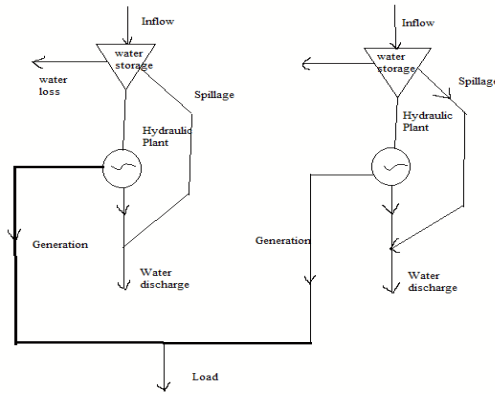 Inflow
water
storage
water
loss
Spillage
Hydraulic
Plant
Generation
Water
discharge
Inflow
water
storage
Spillage
Hydraulic
Plant
Generation
Water
discharge
Load